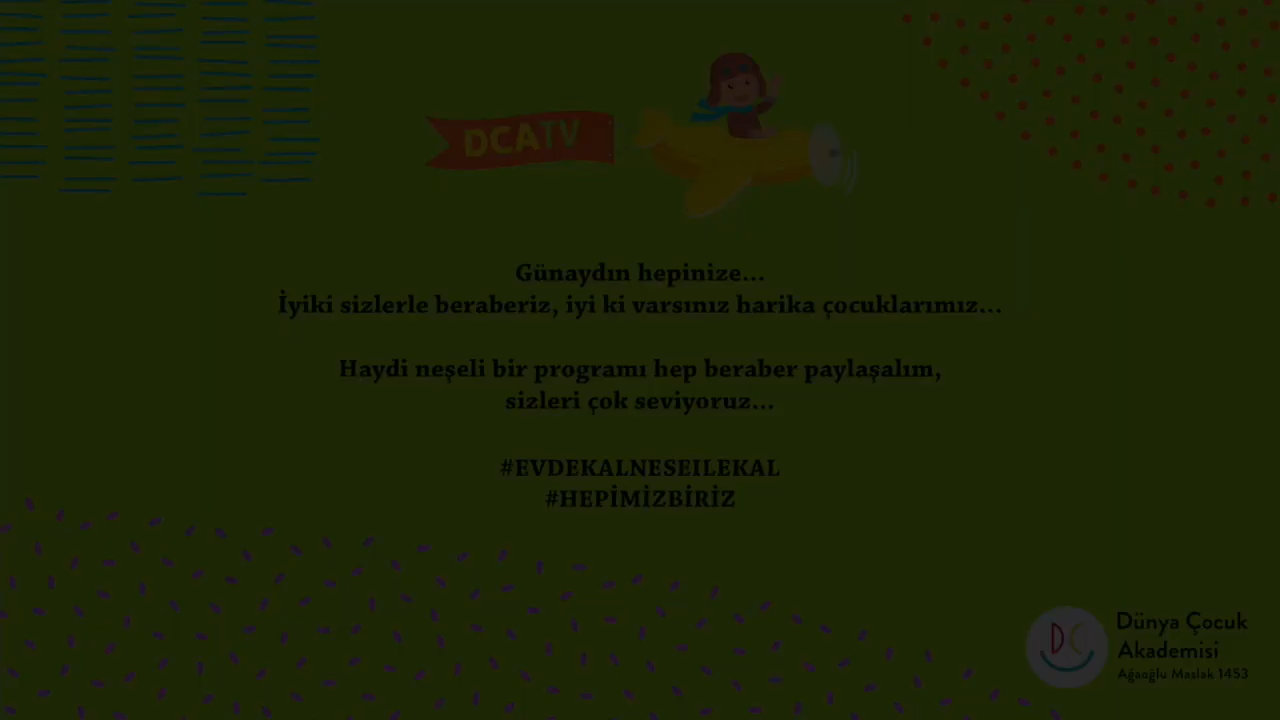 DCATV
Günaydın hepinize...
İyiki sizlerle beraberiz, iyi ki varsınız harika çocuklarımız...
Haydi neşeli bir programı hep beraber paylaşalım,
sizleri çok seviyoruz...
#EVDEKALNESEILEKAL
#HEPİMİZBİRİZ
DC
Dünya Çocuk
Akademisi
Ağaoğlu Maslak 1453